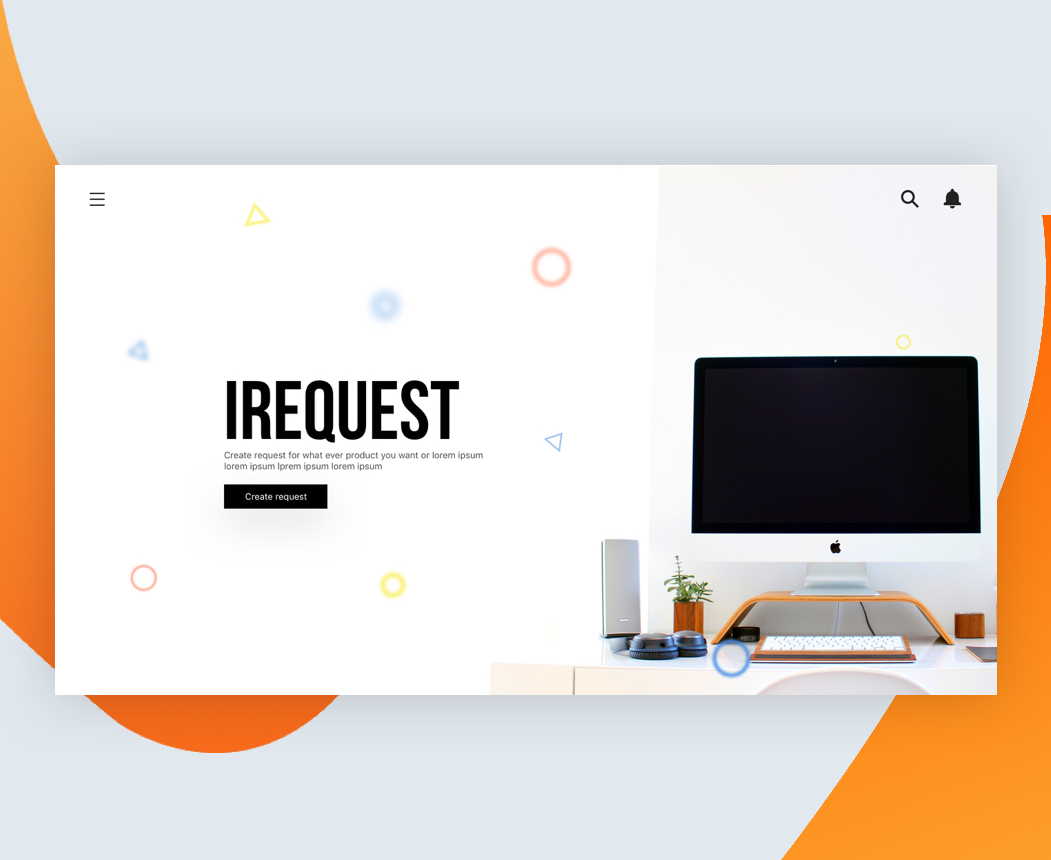 IREQUEST
Create request for what ever product you want or lorem ipsum
lorem ipsum lprem ipsum lorem ipsum
Create request